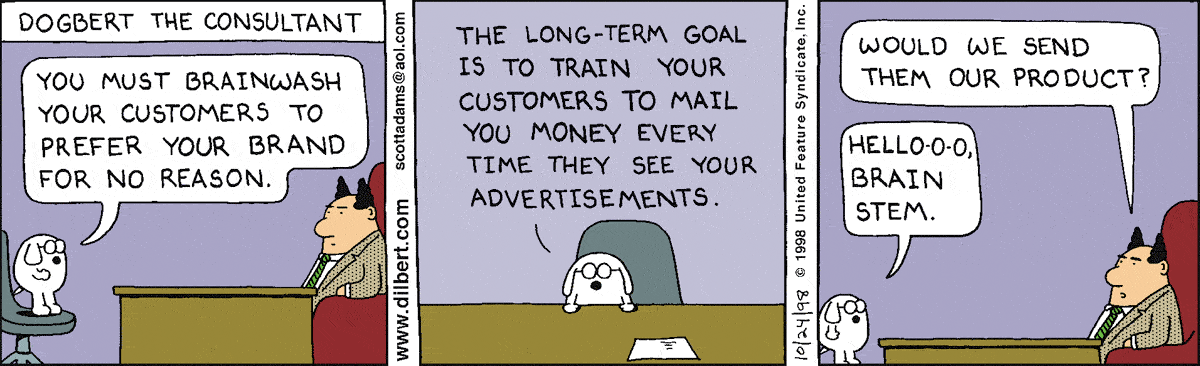 DOGBERT THE CONSULTANT
YOU MUST BRAINWASH
YOUR CUSTOMERS TO
PREFER YOUR BRAND
FOR NO REASON.
www.dilbert.com scottadams@aol.com
THE LONG-TERM GOAL
IS TO TRAIN YOUR
CUSTOMERS TO MAIL
YOU MONEY EVERY
TIME THEY SEE YOUR
ADVERTISEMENTS.
10/24/98 © 1998 United Feature Syndicate, Inc.
WOULD WE SEND
THEM OUR PRODUCT?
HELLO-O-O,
BRAIN
STEM.